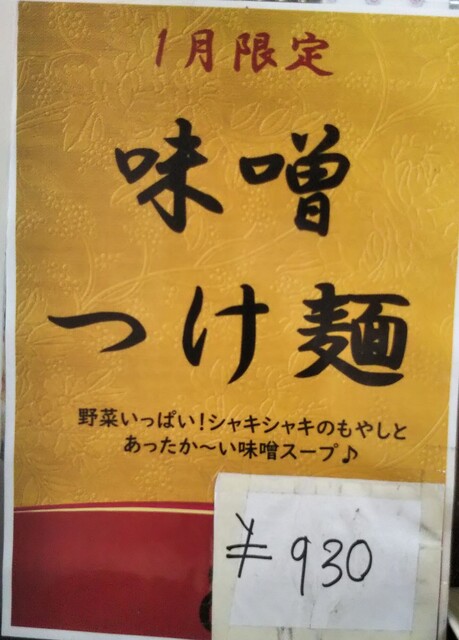 1月限定
味噌
つけ麺
野菜いっぱい!シャキシャキのもやしと
あったか〜い味噌スープ♪
¥930